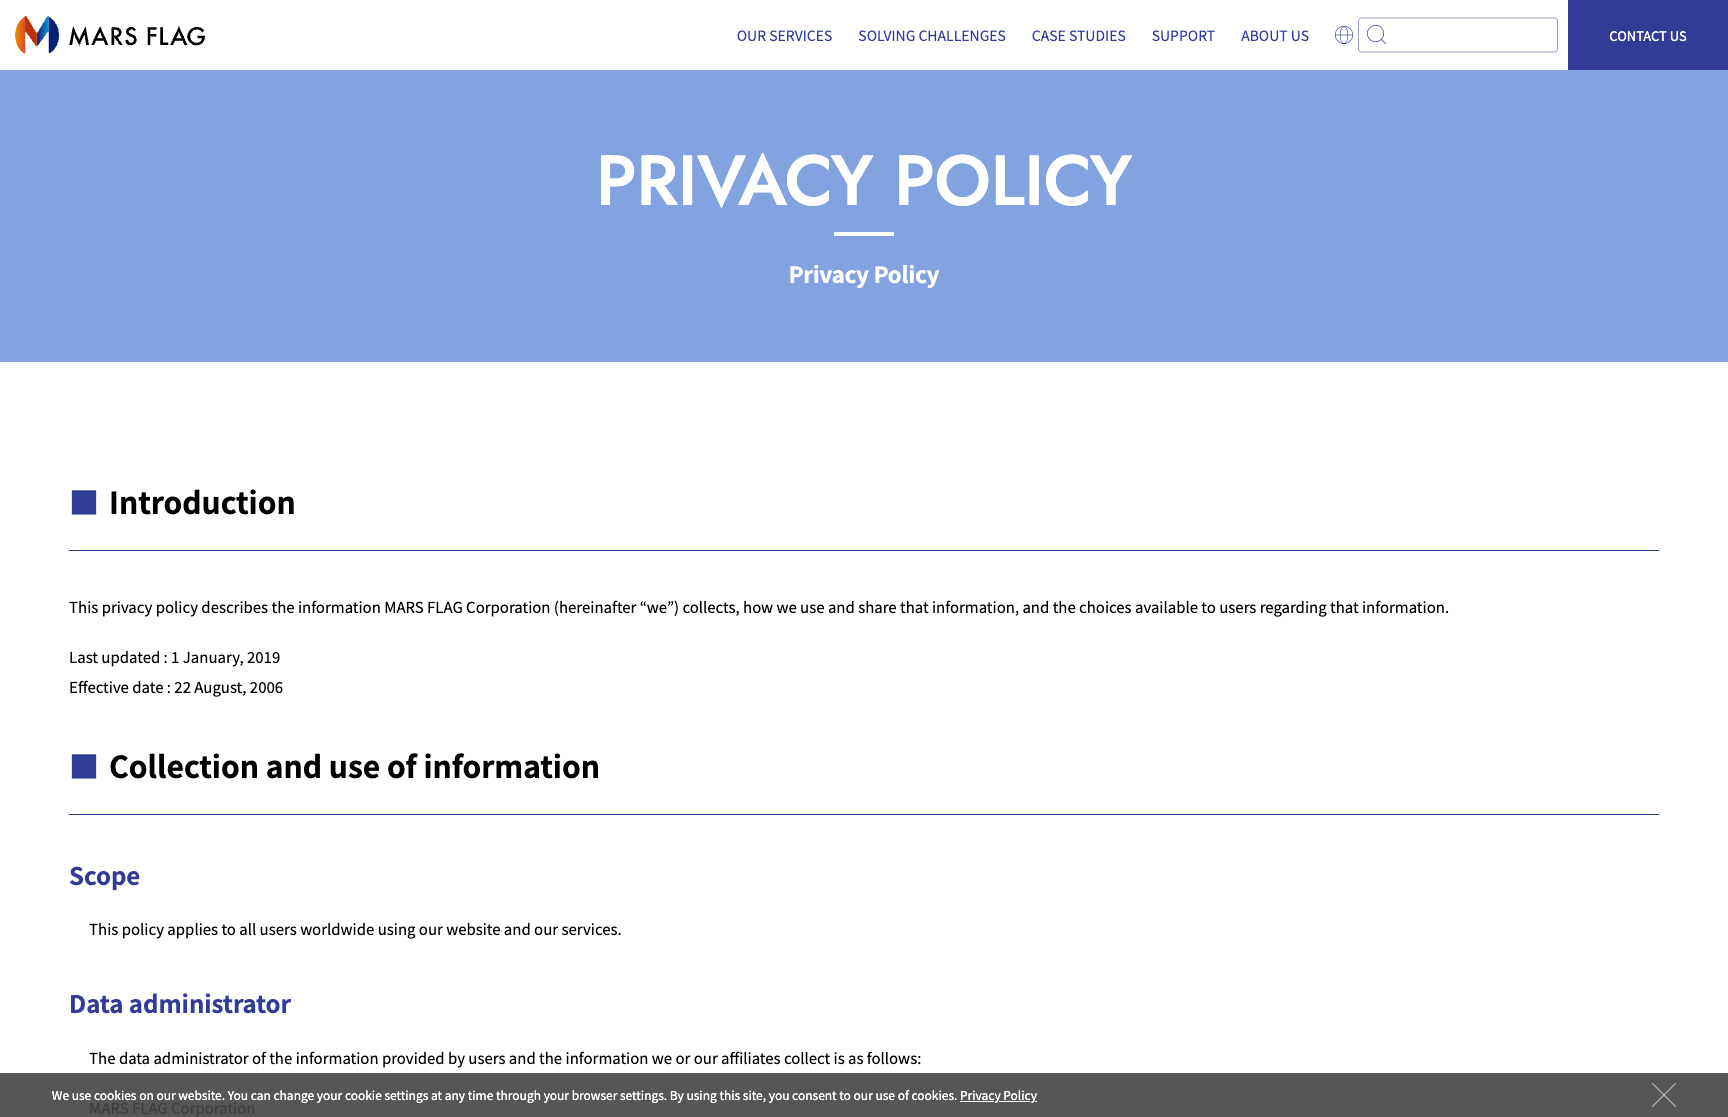 MARS FLAG
OUR SERVICES SOLVING CHALLENGES CASE STUDIES SUPPORT ABOUT US CONTACT US
PRIVACY POLICY
Privacy Policy
Introduction
This privacy policy describes the information MARS FLAG Corporation (hereinafter “we”) collects, how we use and share that information, and the choices available to users regarding that information.
Last updated : 1 January, 2019
Effective date : 22 August, 2006
Collection and use of information
Scope
This policy applies to all users worldwide using our website and our services.
Data administrator
The data administrator of the information provided by users and the information we or our affiliates collect is as follows:
We use cookies on our website. You can change your cookie settings at any time through your browser settings. By using this site, you consent to our use of cookies. Privacy Policy
MARS FLAG Corporation